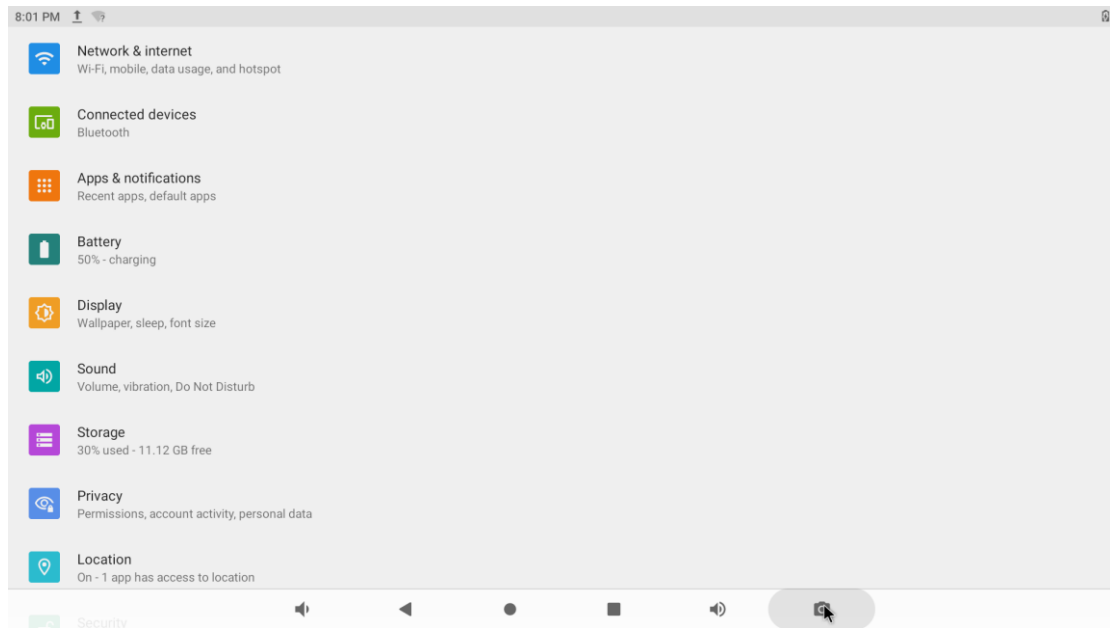 8:01 PM
Network & internet
Wi-Fi, mobile, data usage, and hotspot
Connected devices
Bluetooth
Apps & notifications
Recent apps, default apps
Battery
50% - charging
Display
Wallpaper, sleep, font size
Sound
Volume, vibration, Do Not Disturb
Storage
30% used - 11.12 GB free
Privacy
Permissions, account activity, personal data
Location
On - 1 app has access to location
Security